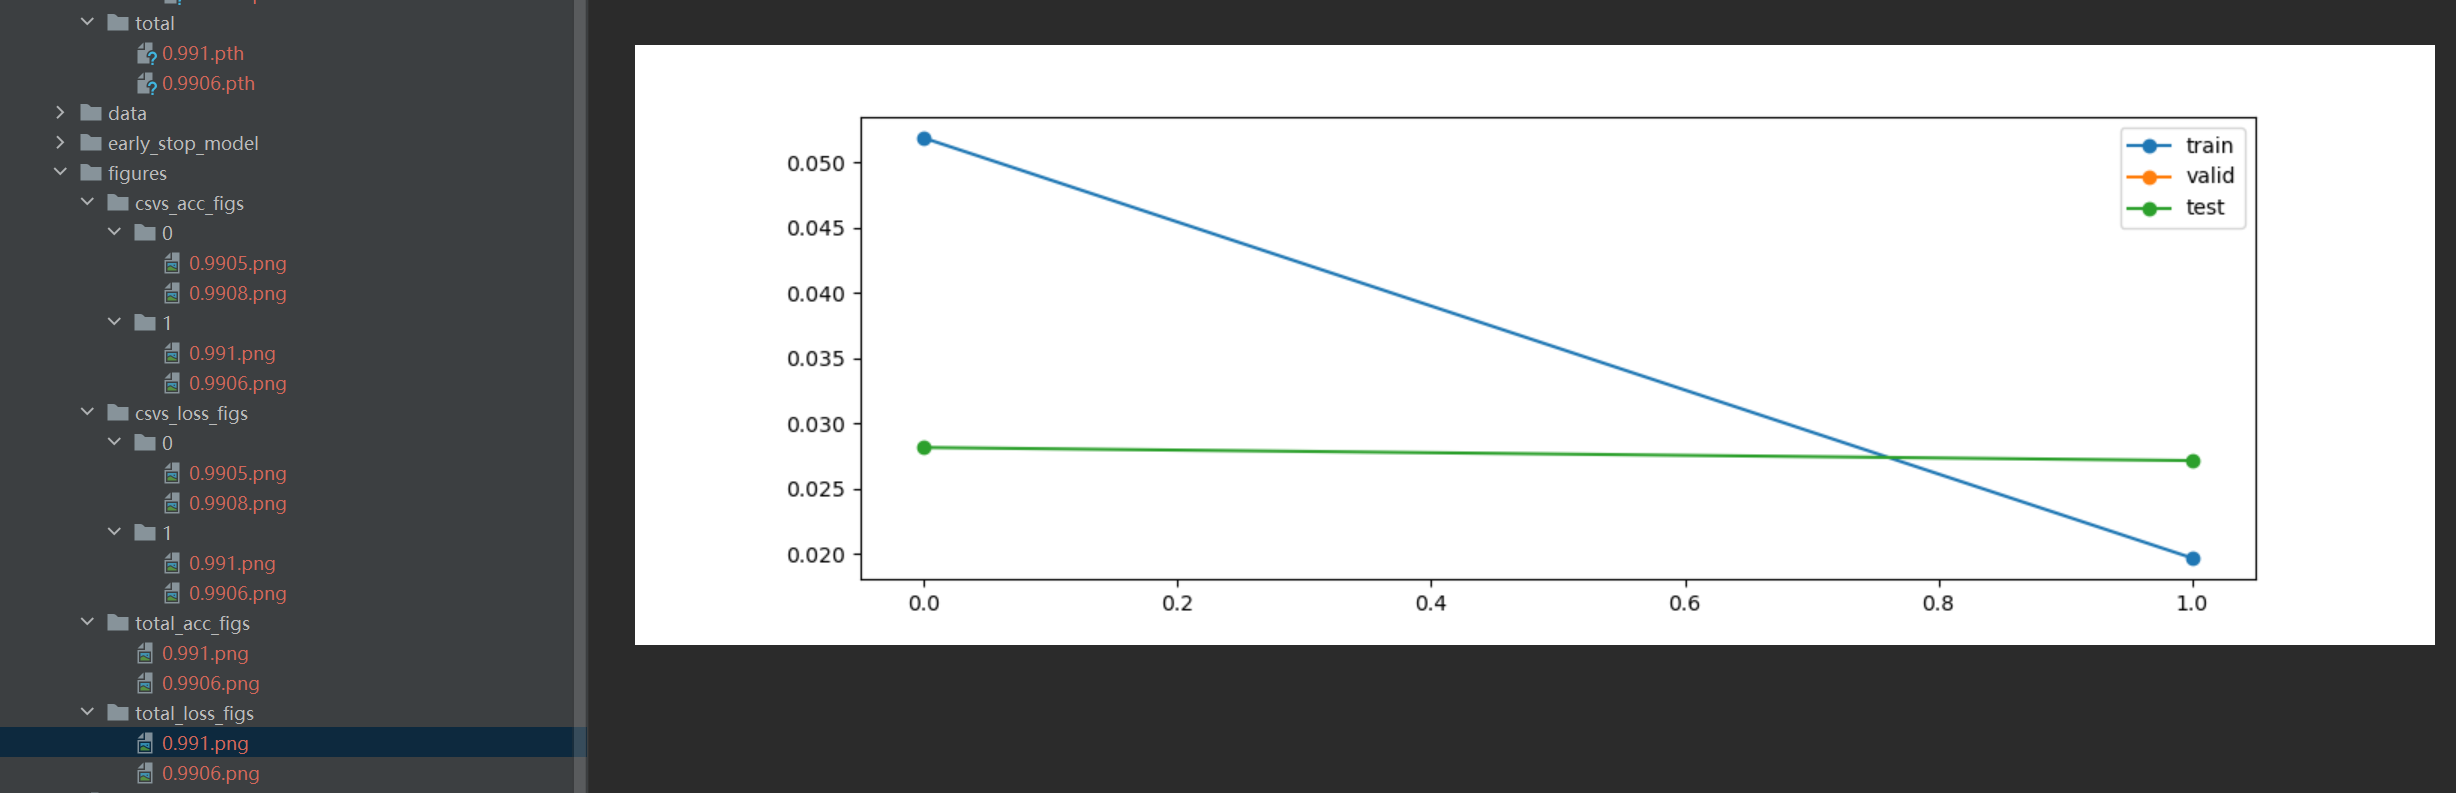 total
0.991.pth
0.9906.pth
data
early_stop_model
figures
csvs_acc_figs
0
0.9905.png
0.9908.png
1
0.991.png
0.9906.png
csvs_loss_figs
0
0.9905.png
0.9908.png
1
0.991.png
0.9906.png
total_acc_figs
0.991.png
0.9906.png
total_loss_figs
0.991.png
0.9906.png
train
valid
test
0.050
0.045
0.040
0.035
0.030
0.025
0.020
0.0 0.2 0.4 0.6 0.8 1.0